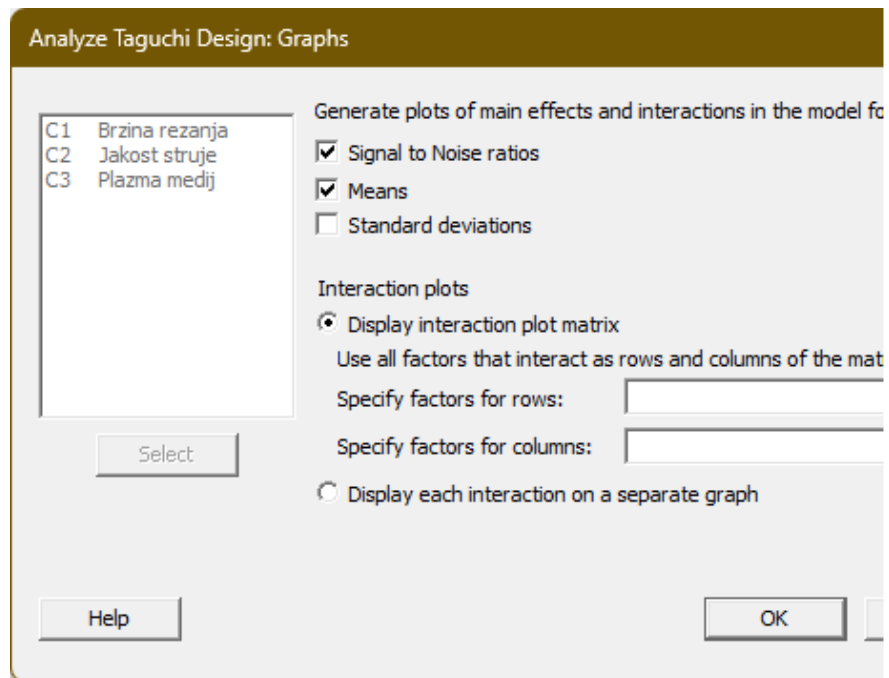 Analyze Taguchi Design: Graphs
C1 Brzina rezanja
C2 Jakost struje
C3 Plazma medij
Select
Generate plots of main effects and interactions in the model fo
Signal to Noise ratios
Means
Standard deviations
Interaction plots
Display interaction plot matrix
Use all factors that interact as rows and columns of the mat
Specify factors for rows:
Specify factors for columns:
Display each interaction on a separate graph
Help
OK